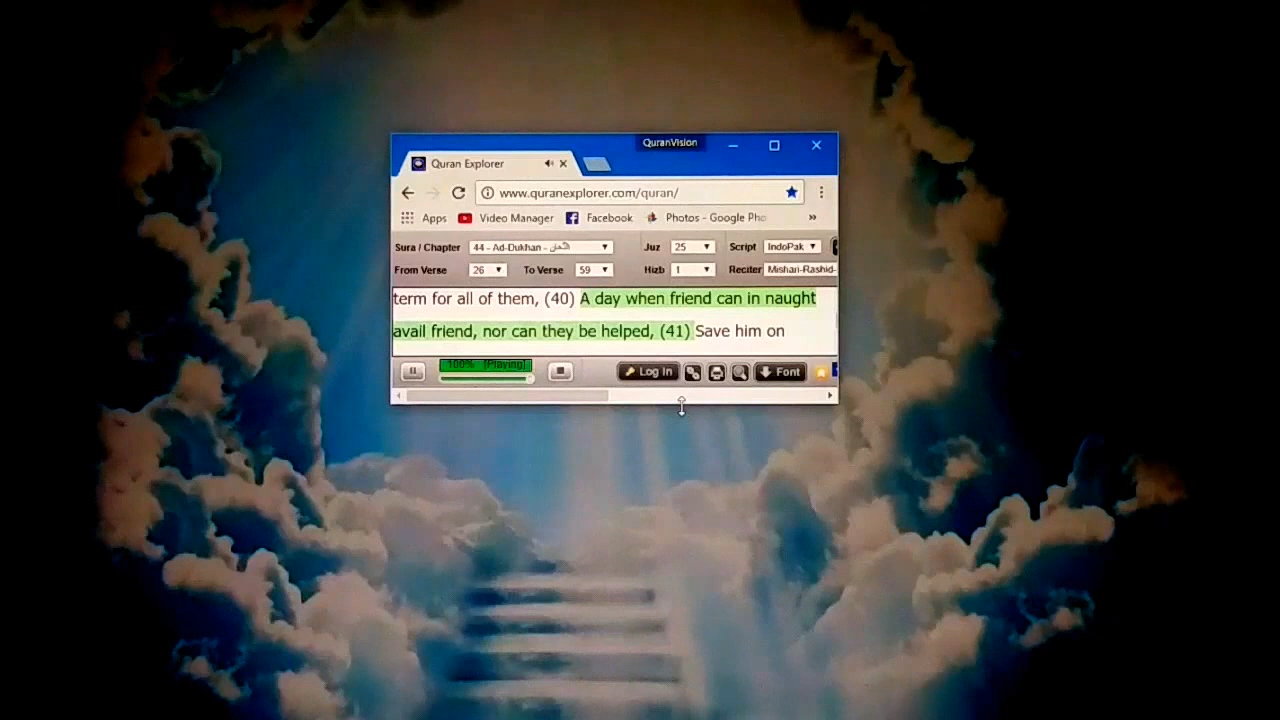 QuranVision
Quran Explorer
www.quranexplorer.com/quran/
Apps Video Manager Facebook Photos - Google Pho
Sura / Chapter 44 - Ad-Dukhan - Juz 25 Script IndoPak
From Verse 26 To Verse 59 Hizb 1 Reciter Mishari-Rashid-
term for all of them, (40) A day when friend can in naught
avail friend, nor can they be helped, (41) Save him on
100% [Playing] Log In Font